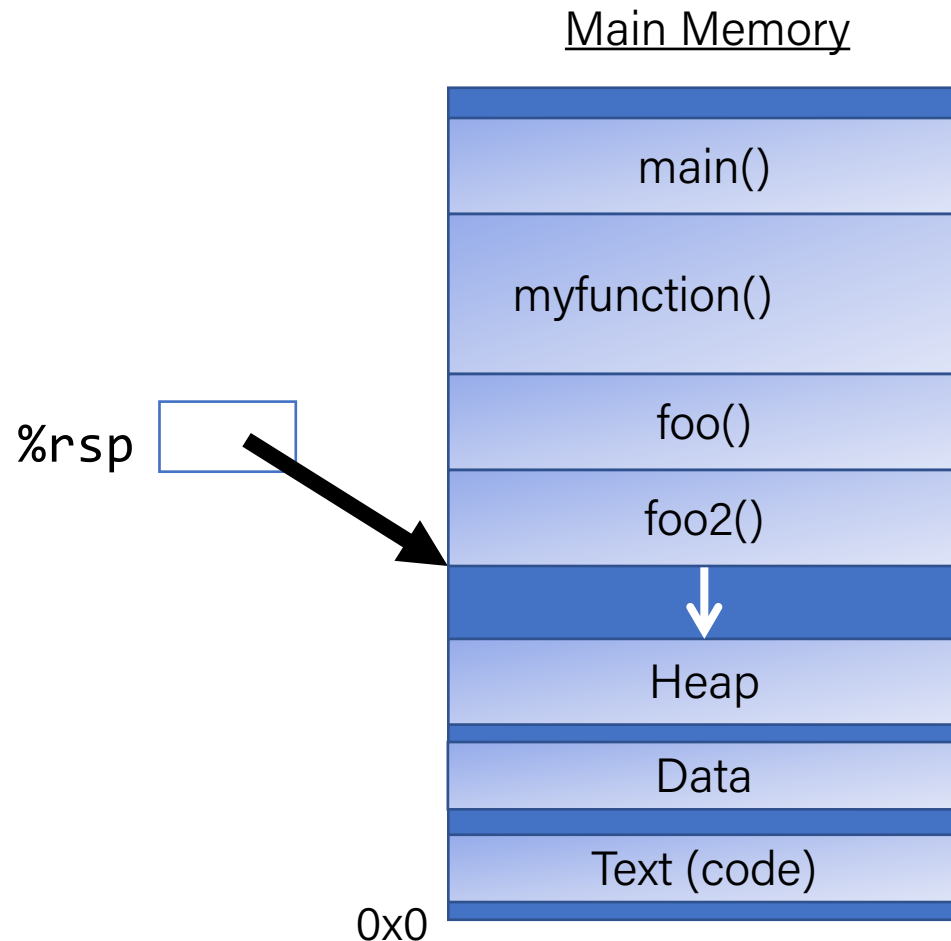 Main Memory
main()
myfunction()
foo()
%rsp
foo2()
Heap
Data
Text (code)
0x0